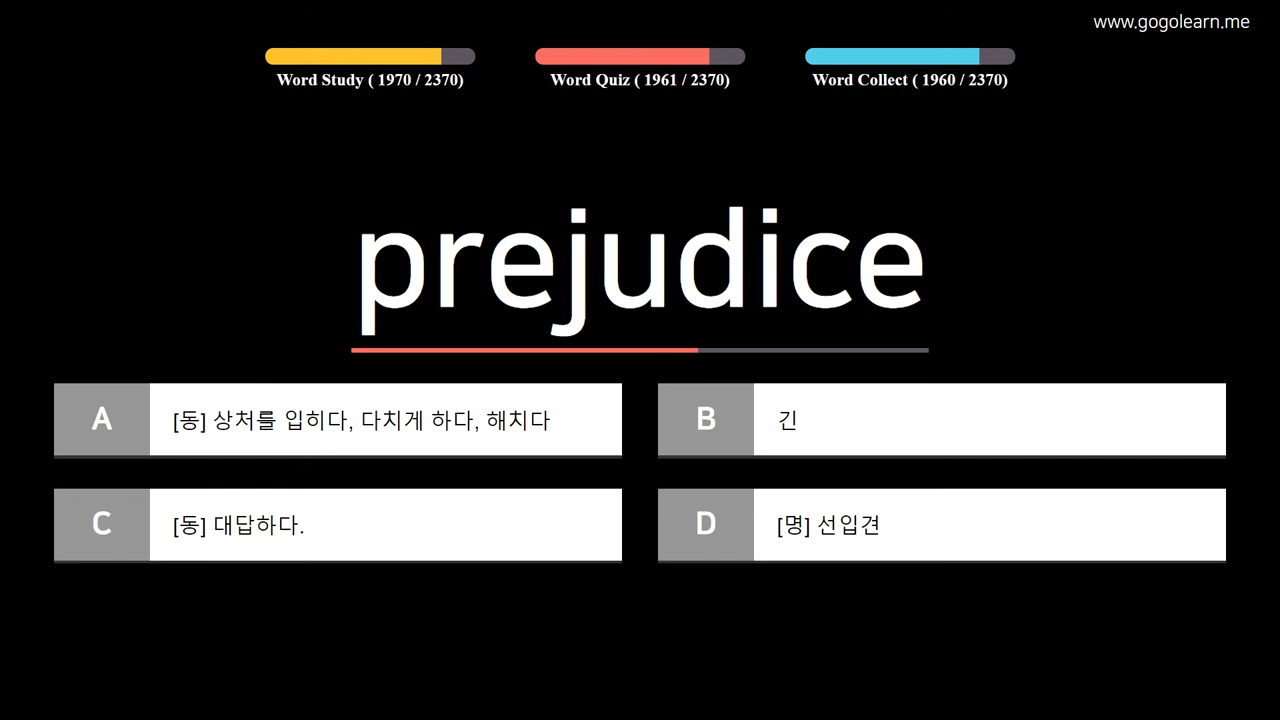 www.gogolearn.me
Word Study ( 1970 / 2370)
Word Quiz ( 1961 / 2370)
Word Collect ( 1960 / 2370)
prejudice
A [동] 상처를 입히다, 다치게 하다, 해치다
B 긴
C [동] 대답하다.
D [명] 선입견